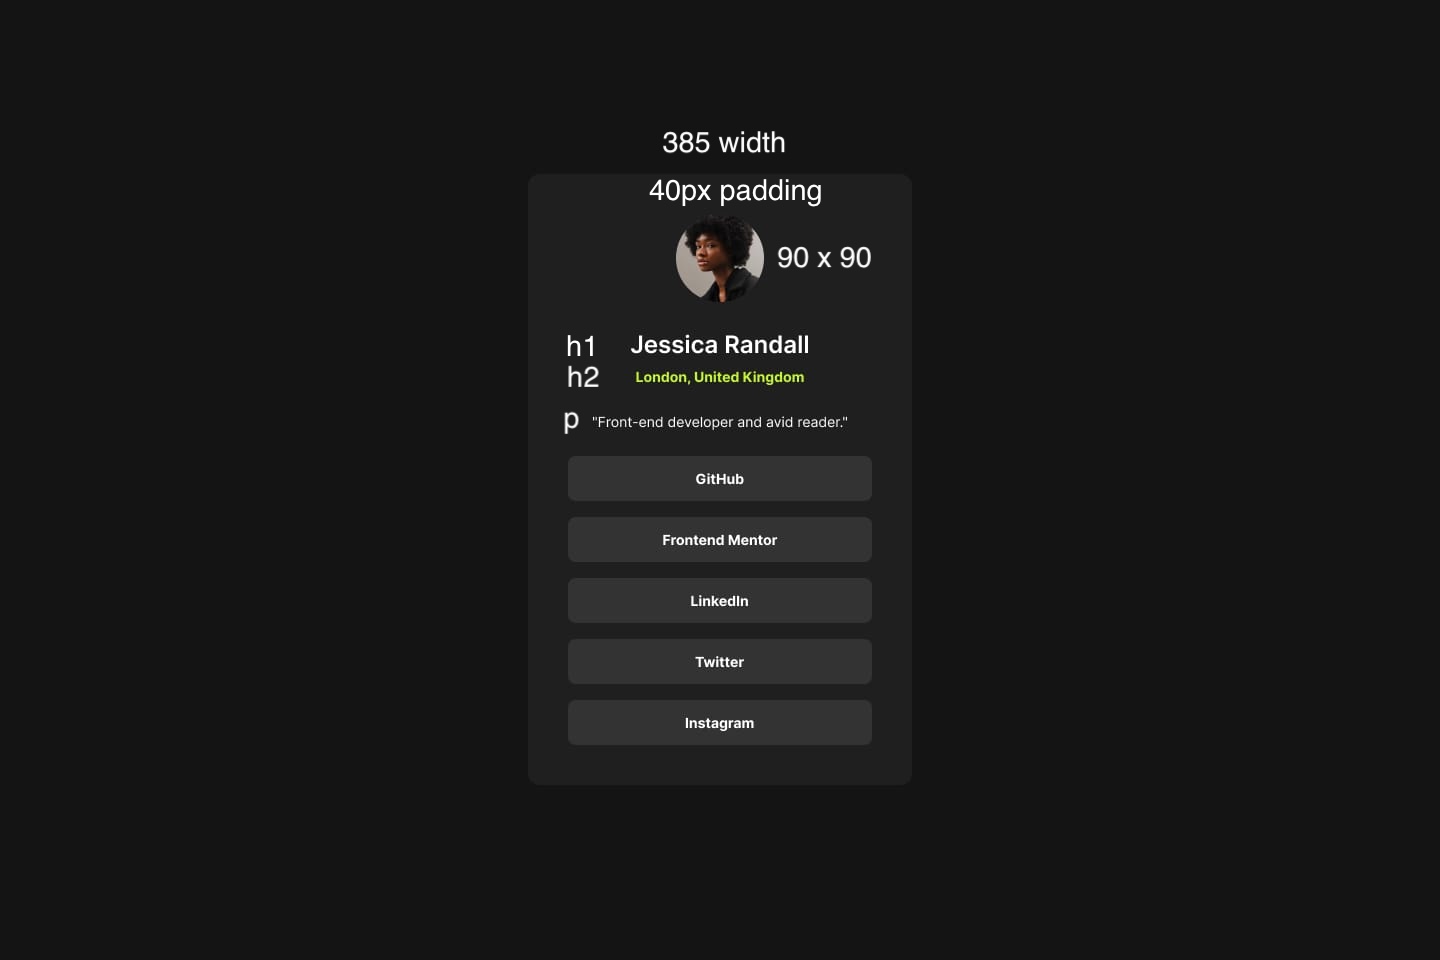 385 width
40px padding
90 x 90
h1 Jessica Randall
h2 London, United Kingdom
p "Front-end developer and avid reader."
GitHub
Frontend Mentor
LinkedIn
Twitter
Instagram